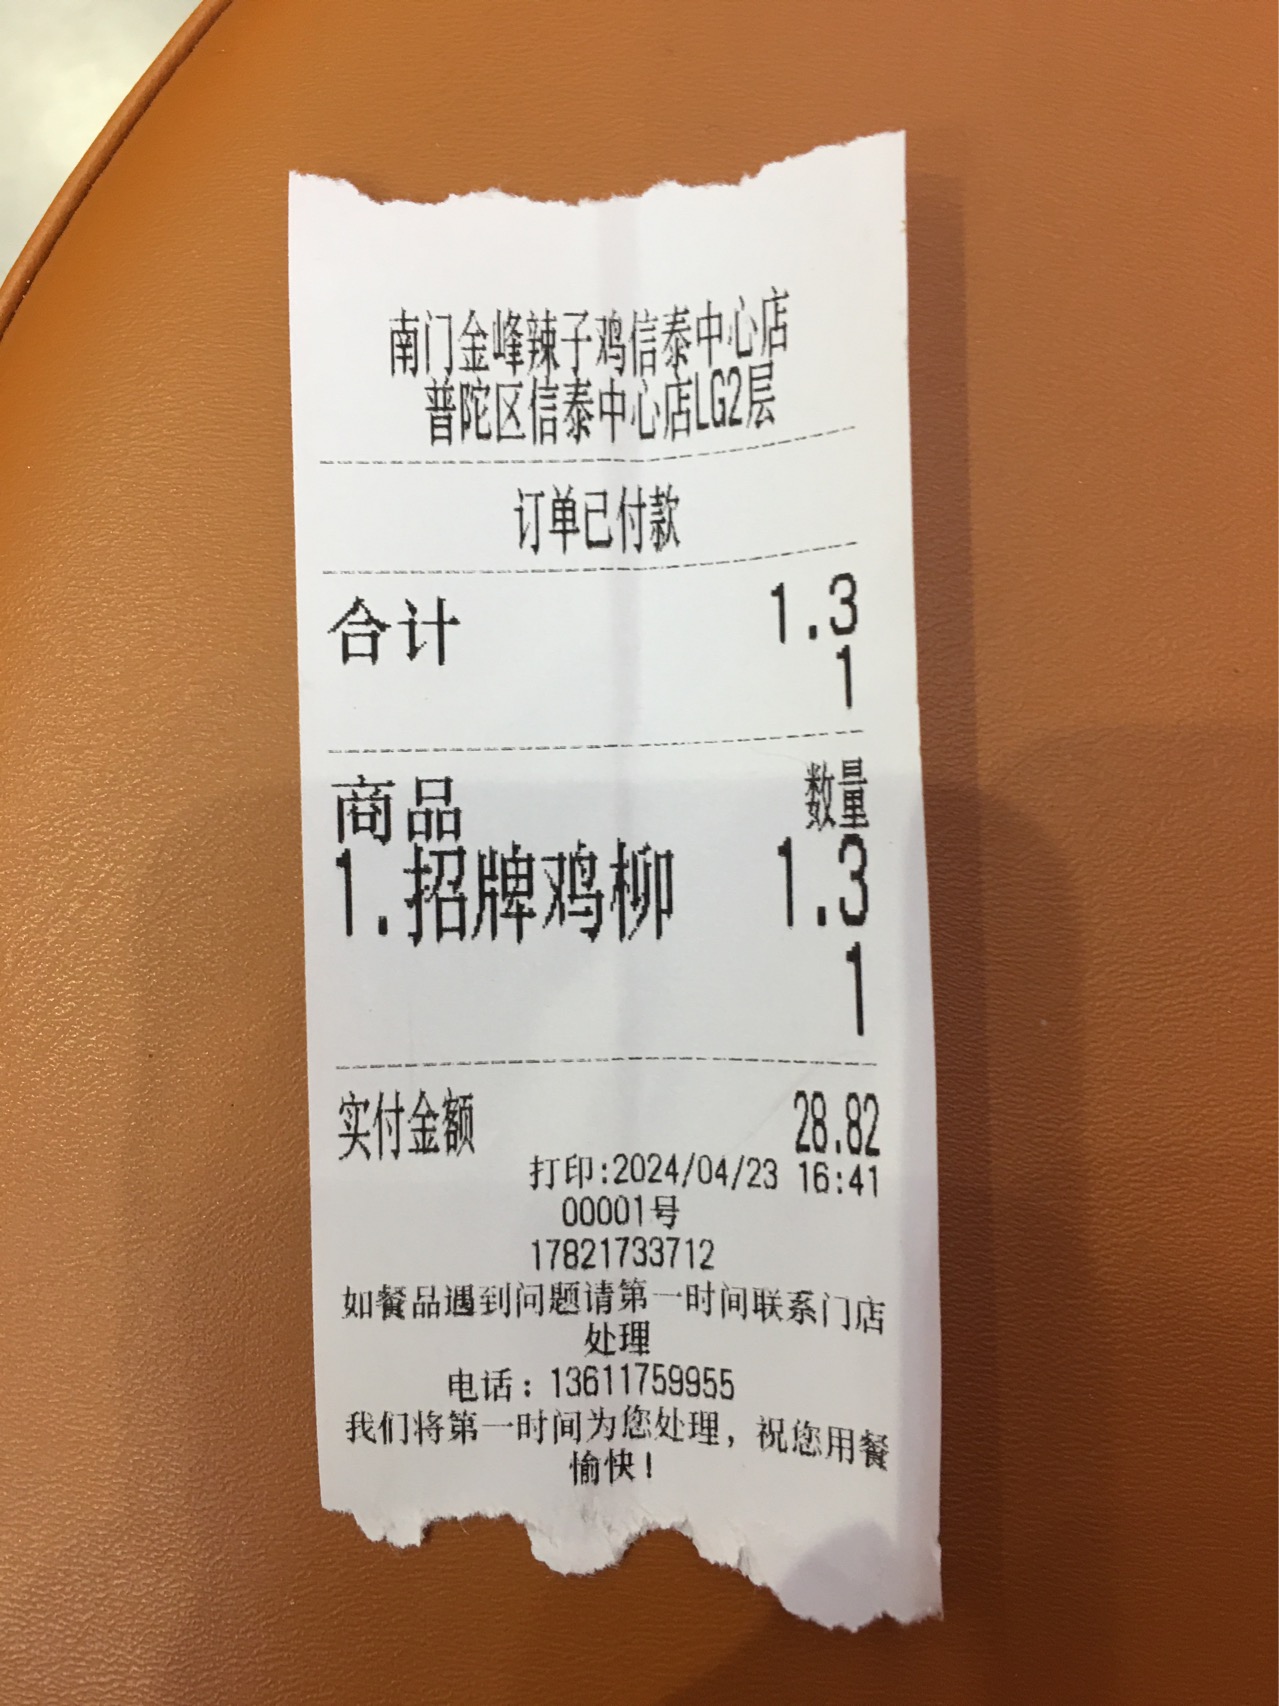 南门金峰辣子鸡信泰中心店
普陀区信泰中心店LG2层
订单已付款
合计 1.3
1
商品 数量
1.招牌鸡柳 1.3
1
实付金额 28.82
打印:2024/04/23 16:41
00001号
17821733712
如餐品遇到问题请第一时间联系门店
处理
电话：13611759955
我们将第一时间为您处理，祝您用餐
愉快！